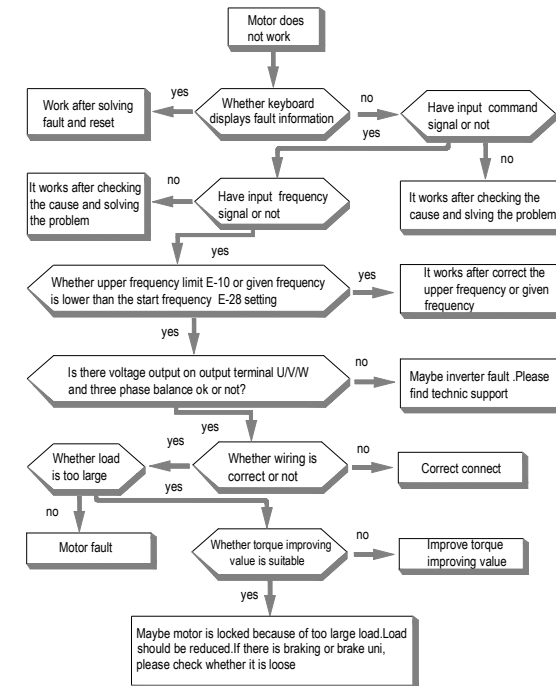 Motor does
not work
yes
Work after solving
fault and reset
Whether keyboard
displays fault information
no
Have input command
signal or not
yes
no
It works after checking
the cause and solving
the problem
no
Have input frequency
signal or not
It works after checking the
cause and slving the problem
yes
Whether upper frequency limit E-10 or given frequency
is lower than the start frequency E-28 setting
yes
It works after correct the
upper frequency or given
frequency
yes
Is there voltage output on output terminal U/V/W
and three phase balance ok or not?
no
Maybe inverter fault .Please
find technic support
yes
Whether load
is too large
yes
Whether wiring is
correct or not
no
Correct connect
yes
no
Motor fault
Whether torque improving
value is suitable
no
Improve torque
improving value
yes
Maybe motor is locked because of too large load.Load
should be reduced.If there is braking or brake uni,
please check whether it is loose